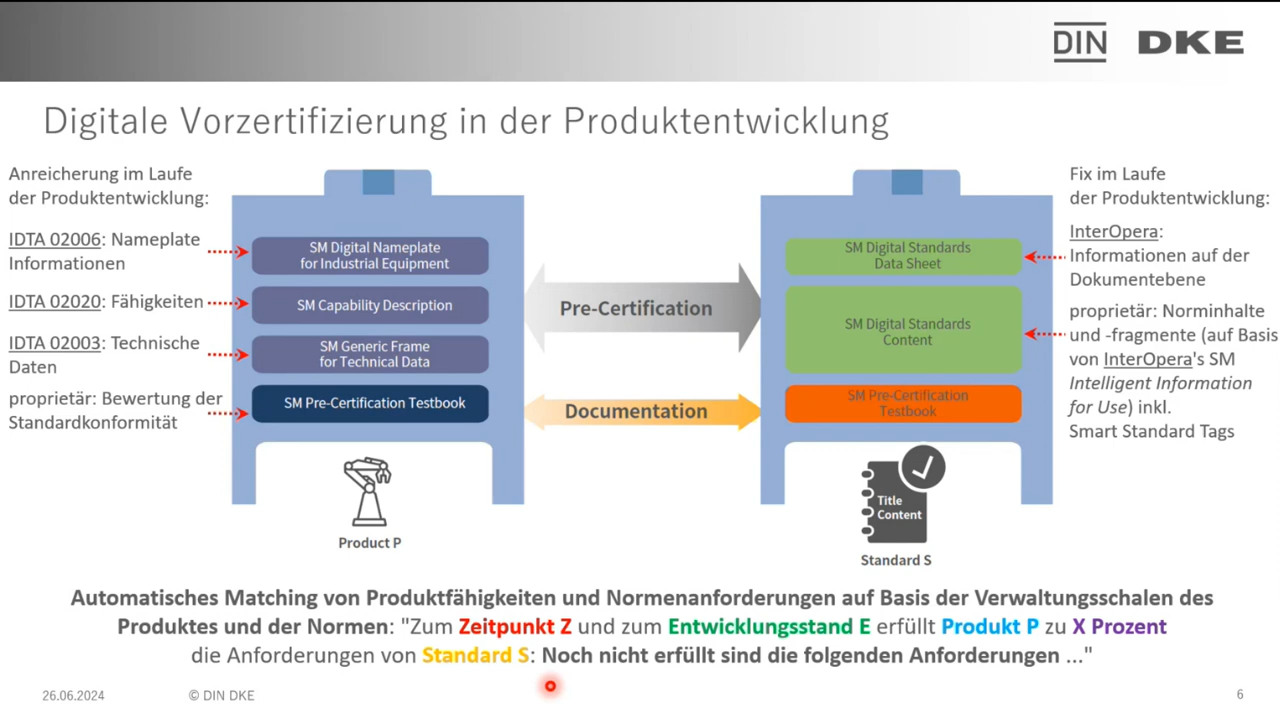 DIN DKE
Digitale Vorzertifizierung in der Produktentwicklung
Anreicherung im Laufe
der Produktentwicklung:
IDTA 02006: Nameplate
Informationen
IDTA 02020: Fähigkeiten
IDTA 02003: Technische
Daten
proprietär: Bewertung der
Standardkonformität
SM Digital Nameplate
for Industrial Equipment
SM Capability Description
SM Generic Frame
for Technical Data
SM Pre-Certification Testbook
Product P
Pre-Certification
Documentation
SM Digital Standards
Data Sheet
SM Digital Standards
Content
SM Pre-Certification
Testbook
Title
Content
Standard S
Fix im Laufe
der Produktentwicklung:
InterOpera:
Informationen auf der
Dokumentebene
proprietär: Norminhalte
und -fragmente (auf Basis
von InterOpera's SM
Intelligent Information
for Use) inkl.
Smart Standard Tags
Automatisches Matching von Produktfähigkeiten und Normenanforderungen auf Basis der Verwaltungsschalen des
Produktes und der Normen: "Zum Zeitpunkt Z und zum Entwicklungsstand E erfüllt Produkt P zu X Prozent
die Anforderungen von Standard S: Noch nicht erfüllt sind die folgenden Anforderungen ..."
26.06.2024
© DIN DKE
6